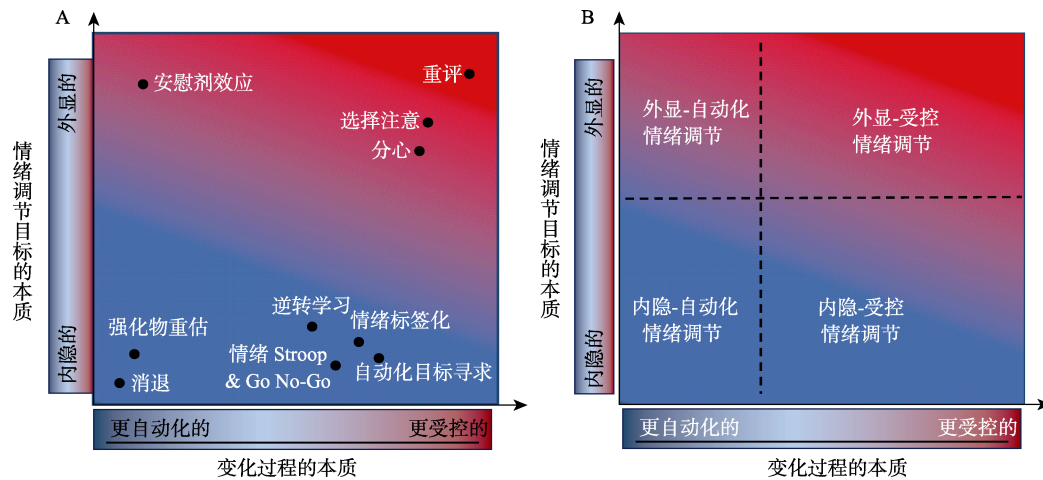 A
外显的
内隐的
情绪调节目标的本质
安慰剂效应
重评
选择注意
分心
逆转学习
强化物重估
情绪标签化
情绪 Stroop
& Go No-Go
自动化目标寻求
消退
更自动化的
更受控的
变化过程的本质
B
外显的
内隐的
情绪调节目标的本质
外显-自动化
情绪调节
外显-受控
情绪调节
内隐-自动化
情绪调节
内隐-受控
情绪调节
更自动化的
更受控的
变化过程的本质